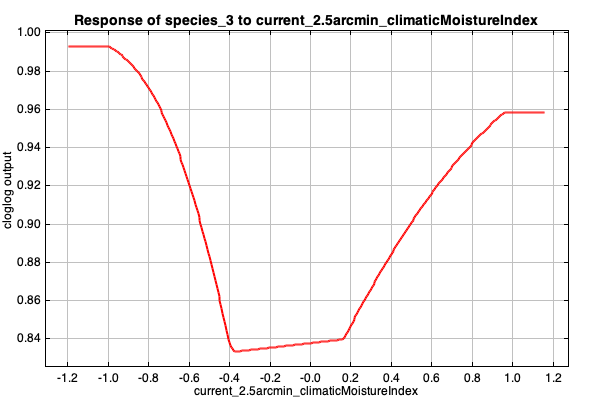 Response of species_3 to current_2.5arcmin_climaticMoistureIndex
1.00
0.98
0.96
0.94
0.92
0.90
0.88
0.86
0.84
cloglog output
-1.2 -1.0 -0.8 -0.6 -0.4 -0.2 -0.0 0.2 0.4 0.6 0.8 1.0 1.2
current_2.5arcmin_climaticMoistureIndex